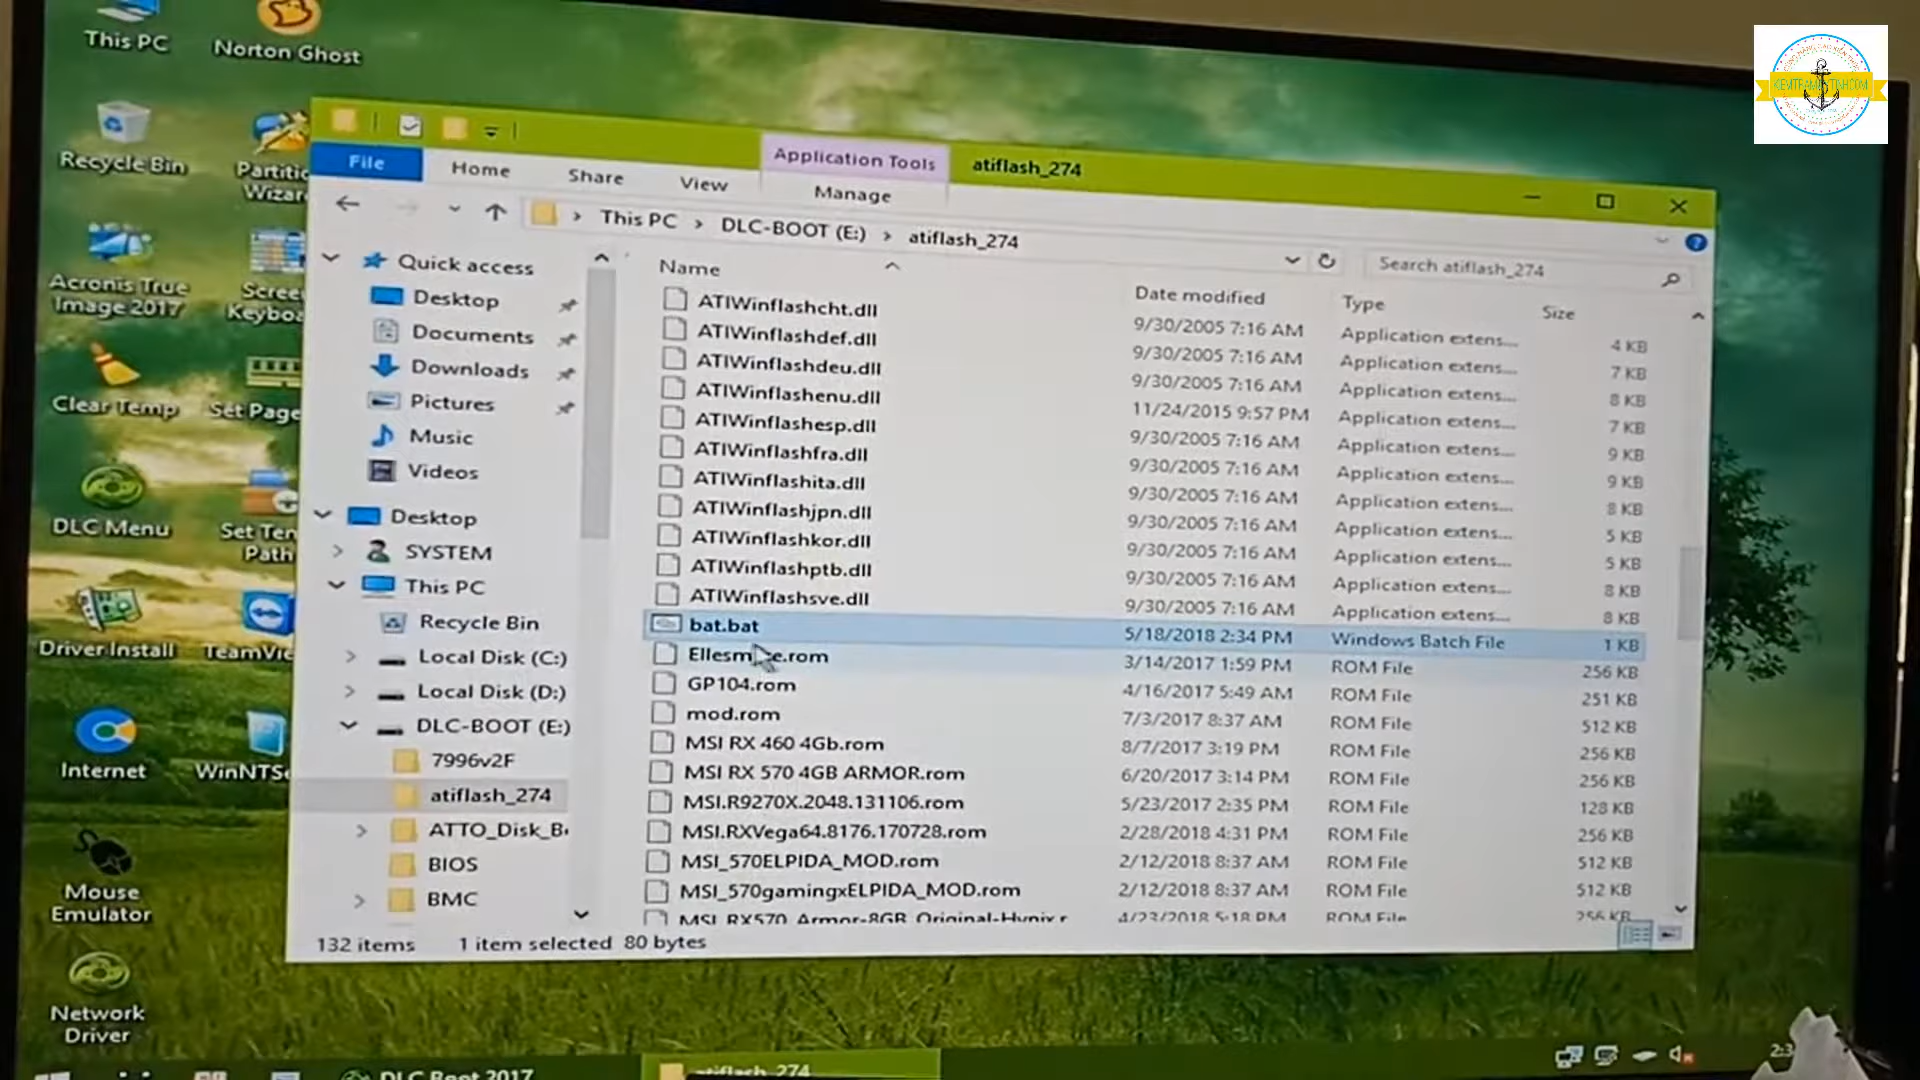 This PC
Norton Ghost
Recycle Bin
Acronis True
Image 2017
Clear Temp
Set Page
DLC Menu
Driver Install
Internet
Mouse
Emulator
Network
Driver
Application Tools
atiflash_274
File
Home
Share
View
Manage
This PC > DLC-BOOT (E:) > atiflash_274
Search atiflash_274
Quick access
Desktop
Documents
Downloads
Pictures
Music
Videos
Desktop
SYSTEM
This PC
Recycle Bin
Local Disk (C:)
Local Disk (D:)
DLC-BOOT (E:)
7996v2F
atiflash_274
BIOS
BMC
Name Date modified Type Size
ATIWinflashcht.dll 9/30/2005 7:16 AM Application extens... 4 KB
ATIWinflashdef.dll 9/30/2005 7:16 AM Application extens... 7 KB
ATIWinflashdeu.dll 9/30/2005 7:16 AM Application extens... 8 KB
ATIWinflashenu.dll 11/24/2015 9:57 PM Application extens... 7 KB
ATIWinflashesp.dll 9/30/2005 7:16 AM Application extens... 9 KB
ATIWinflashfra.dll 9/30/2005 7:16 AM Application extens... 9 KB
ATIWinflashita.dll 9/30/2005 7:16 AM Application extens... 8 KB
ATIWinflashjpn.dll 9/30/2005 7:16 AM Application extens... 5 KB
ATIWinflashkor.dll 9/30/2005 7:16 AM Application extens... 5 KB
ATIWinflashptb.dll 9/30/2005 7:16 AM Application extens... 8 KB
ATIWinflashsve.dll 9/30/2005 7:16 AM Application extens... 8 KB
bat.bat 5/18/2018 2:34 PM Windows Batch File 1 KB
3/14/2017 1:59 PM ROM File 256 KB
GP104.rom 4/16/2017 5:49 AM ROM File 251 KB
mod.rom 7/3/2017 8:37 AM ROM File 512 KB
MSI RX 460 4Gb.rom 8/7/2017 3:19 PM ROM File 256 KB
MSI RX 570 4GB ARMOR.rom 6/20/2017 3:14 PM ROM File 256 KB
MSI.R9270X.2048.131106.rom 5/23/2017 2:35 PM ROM File 128 KB
MSI.RXVega64.8176.170728.rom 2/28/2018 4:31 PM ROM File 256 KB
MSI_570ELPIDA_MOD.rom 2/12/2018 8:37 AM ROM File 512 KB
MSI_570gamingxELPIDA_MOD.rom 2/12/2018 8:37 AM ROM File 512 KB
MSI_RX570_Armor-8GB_Original-Hynix.r 4/23/2018 5:18 PM ROM File 256 KB
132 items 1 item selected 80 bytes
DLC Boot 2017
atiflash_274